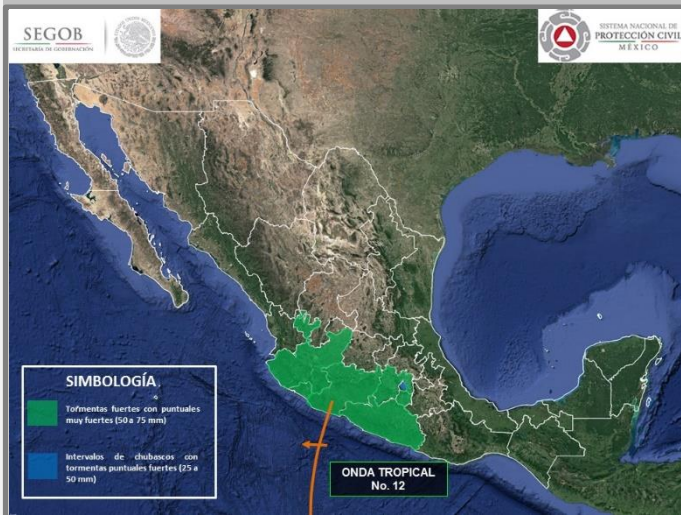 SEGOB
SECRETARÍA DE GOBERNACIÓN
SISTEMA NACIONAL DE
PROTECCIÓN CIVIL
MÉXICO
SIMBOLOGÍA
Tormentas fuertes con puntuales
muy fuertes (50 a 75 mm)
Intervalos de chubascos con
tormentas puntuales fuertes (25 a
50 mm)
ONDA TROPICAL
No. 12